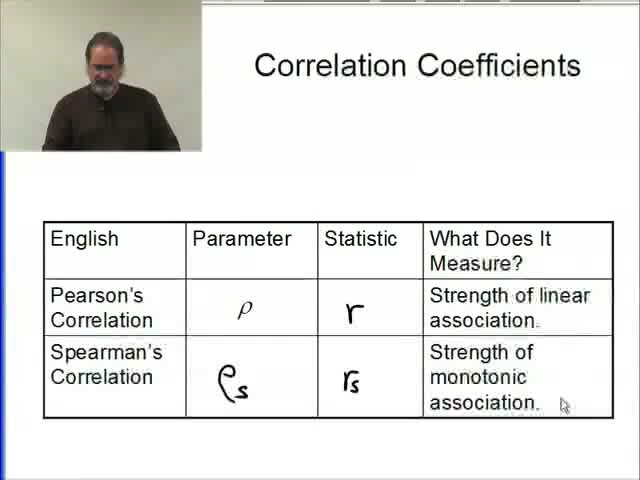 Correlation Coefficients
English
Parameter
Statistic
What Does It
Measure?
Pearson's
Correlation
ρ
r
Strength of linear
association.
Spearman's
Correlation
ρs
rs
Strength of
monotonic
association.